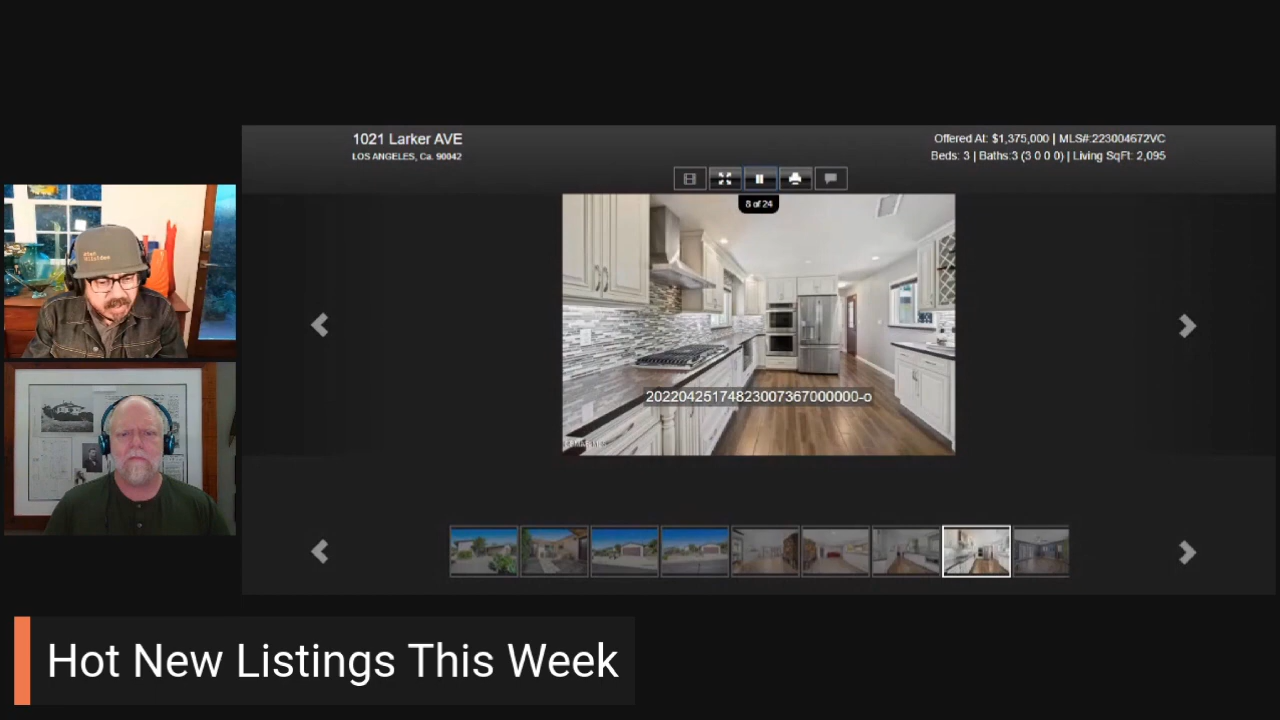 1021 Larker AVE
LOS ANGELES, Ca. 90042
Offered At: $1,375,000 | MLS#:223004672VC
Beds: 3 | Baths:3 (3 0 0 0) | Living SqFt: 2,095
8 of 24
20220425174823007367000000-o
Hot New Listings This Week